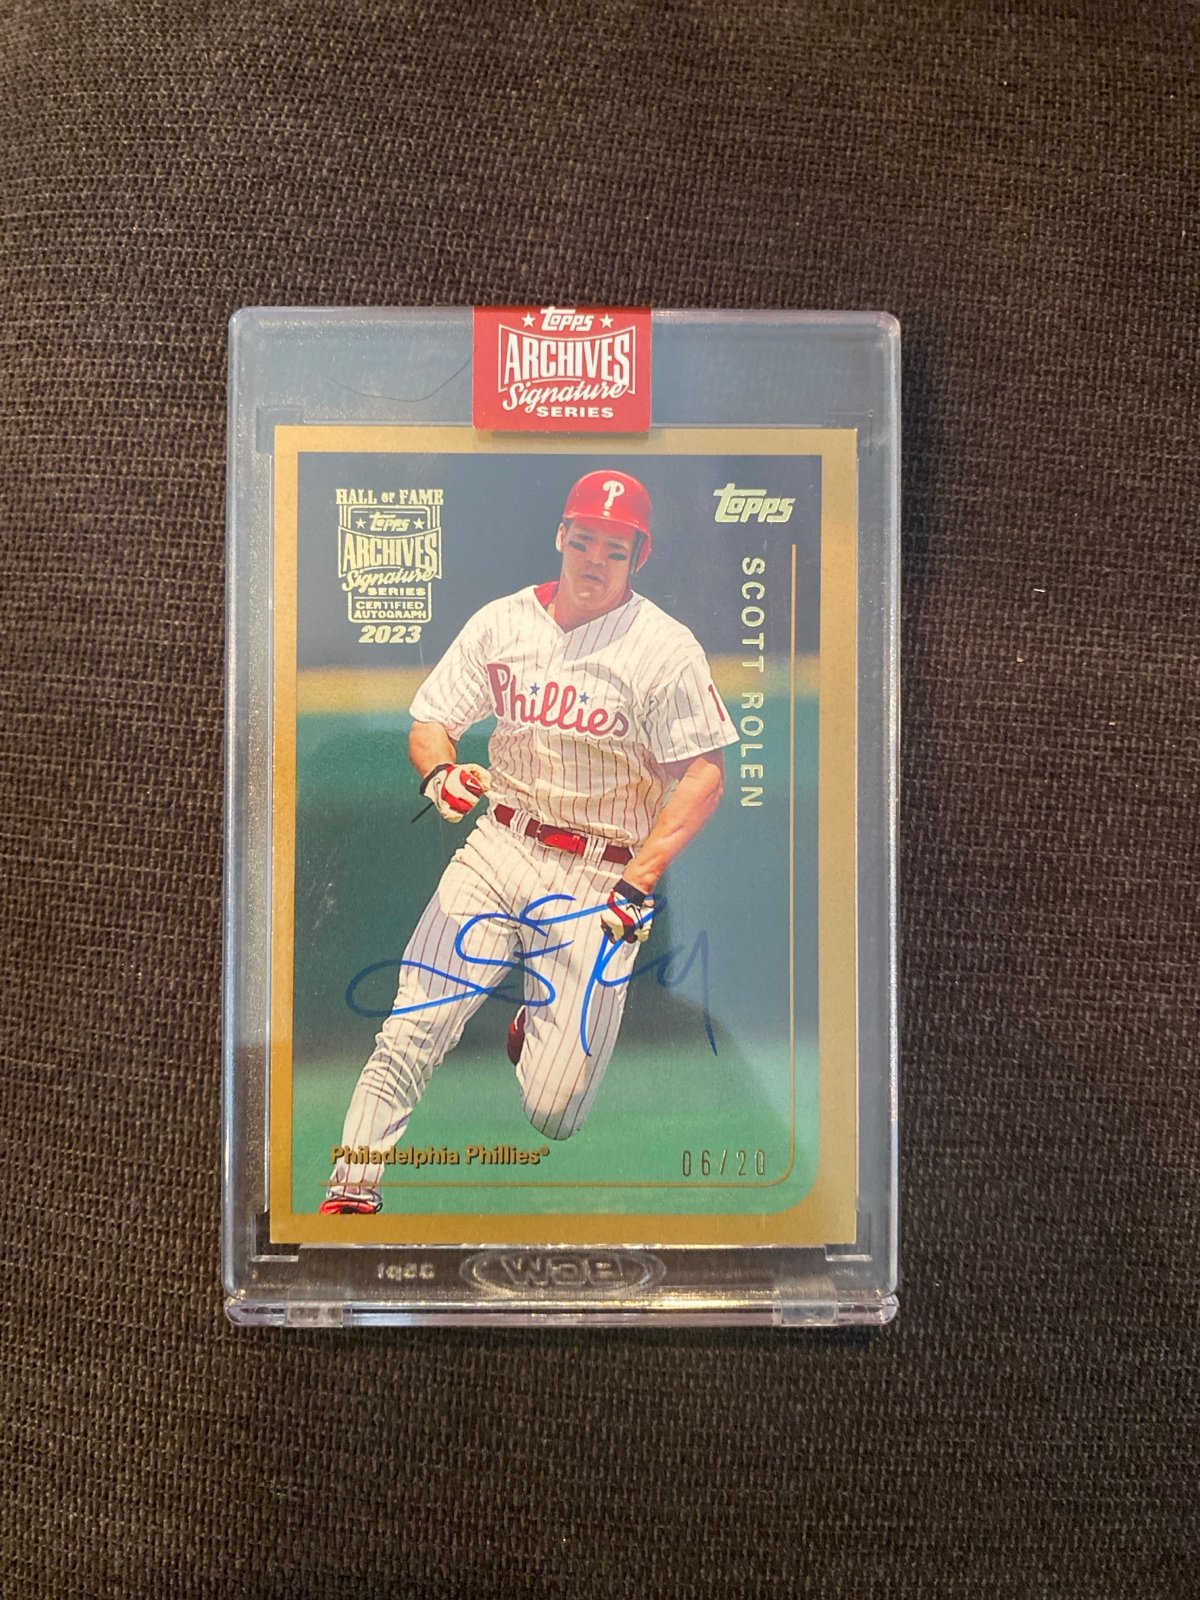 Topps
ARCHIVES
Signature
SERIES
HALL OF FAME
Topps
ARCHIVES
Signature
SERIES
CERTIFIED
AUTOGRAPH
2023
Topps
SCOTT ROLEN
P
Phillies
1
Philadelphia Phillies®
06/20